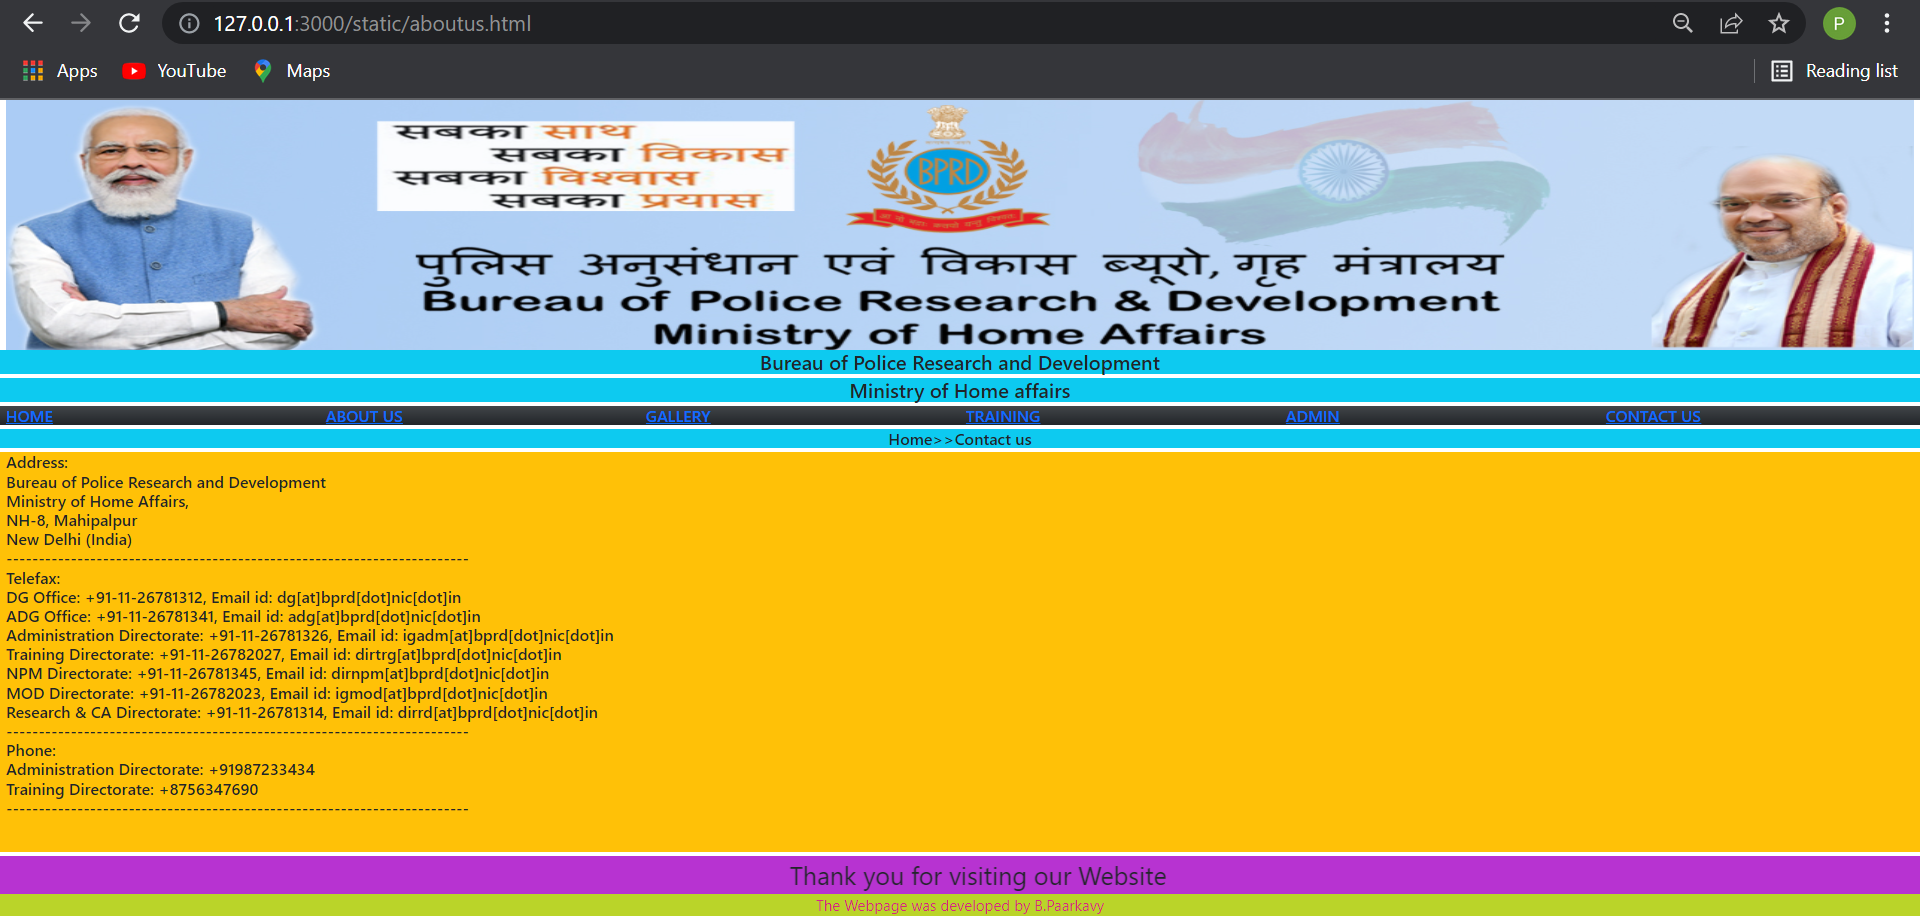 127.0.0.1:3000/static/aboutus.html
P
Apps YouTube Maps Reading list
सबका साथ
सबका विकास
सबका विश्वास
सबका प्रयास
BPRD
पुलिस अनुसंधान एवं विकास ब्यूरो, गृह मंत्रालय
Bureau of Police Research & Development
Ministry of Home Affairs
Bureau of Police Research and Development
Ministry of Home affairs
HOME ABOUT US GALLERY TRAINING ADMIN CONTACT US
Home>>Contact us
Address:
Bureau of Police Research and Development
Ministry of Home Affairs,
NH-8, Mahipalpur
New Delhi (India)
------------------------------------------------------------------------
Telefax:
DG Office: +91-11-26781312, Email id: dg[at]bprd[dot]nic[dot]in
ADG Office: +91-11-26781341, Email id: adg[at]bprd[dot]nic[dot]in
Administration Directorate: +91-11-26781326, Email id: igadm[at]bprd[dot]nic[dot]in
Training Directorate: +91-11-26782027, Email id: dirtrg[at]bprd[dot]nic[dot]in
NPM Directorate: +91-11-26781345, Email id: dirnpm[at]bprd[dot]nic[dot]in
MOD Directorate: +91-11-26782023, Email id: igmod[at]bprd[dot]nic[dot]in
Research & CA Directorate: +91-11-26781314, Email id: dirrd[at]bprd[dot]nic[dot]in
------------------------------------------------------------------------
Phone:
Administration Directorate: +91987233434
Training Directorate: +8756347690
------------------------------------------------------------------------
Thank you for visiting our Website
The Webpage was developed by B.Paarkavy